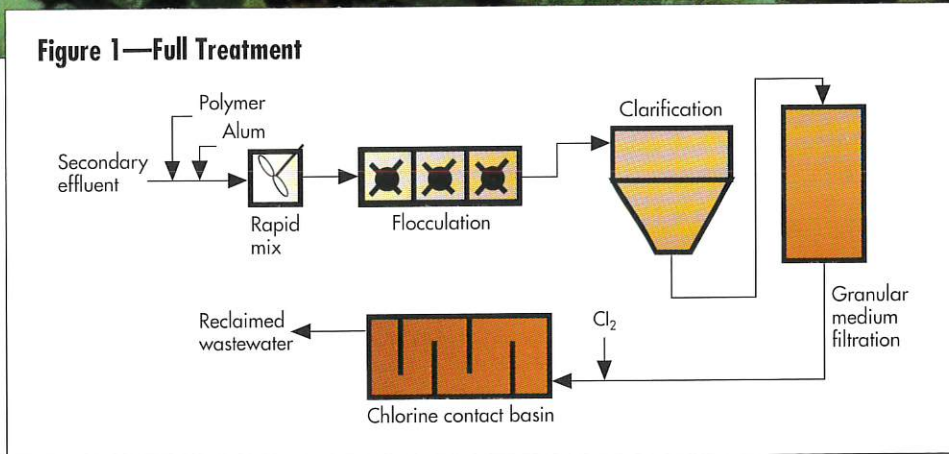 Figure 1—Full Treatment
Polymer
Alum
Secondary
effluent
Rapid
mix
Flocculation
Clarification
Granular
medium
filtration
Cl₂
Chlorine contact basin
Reclaimed
wastewater